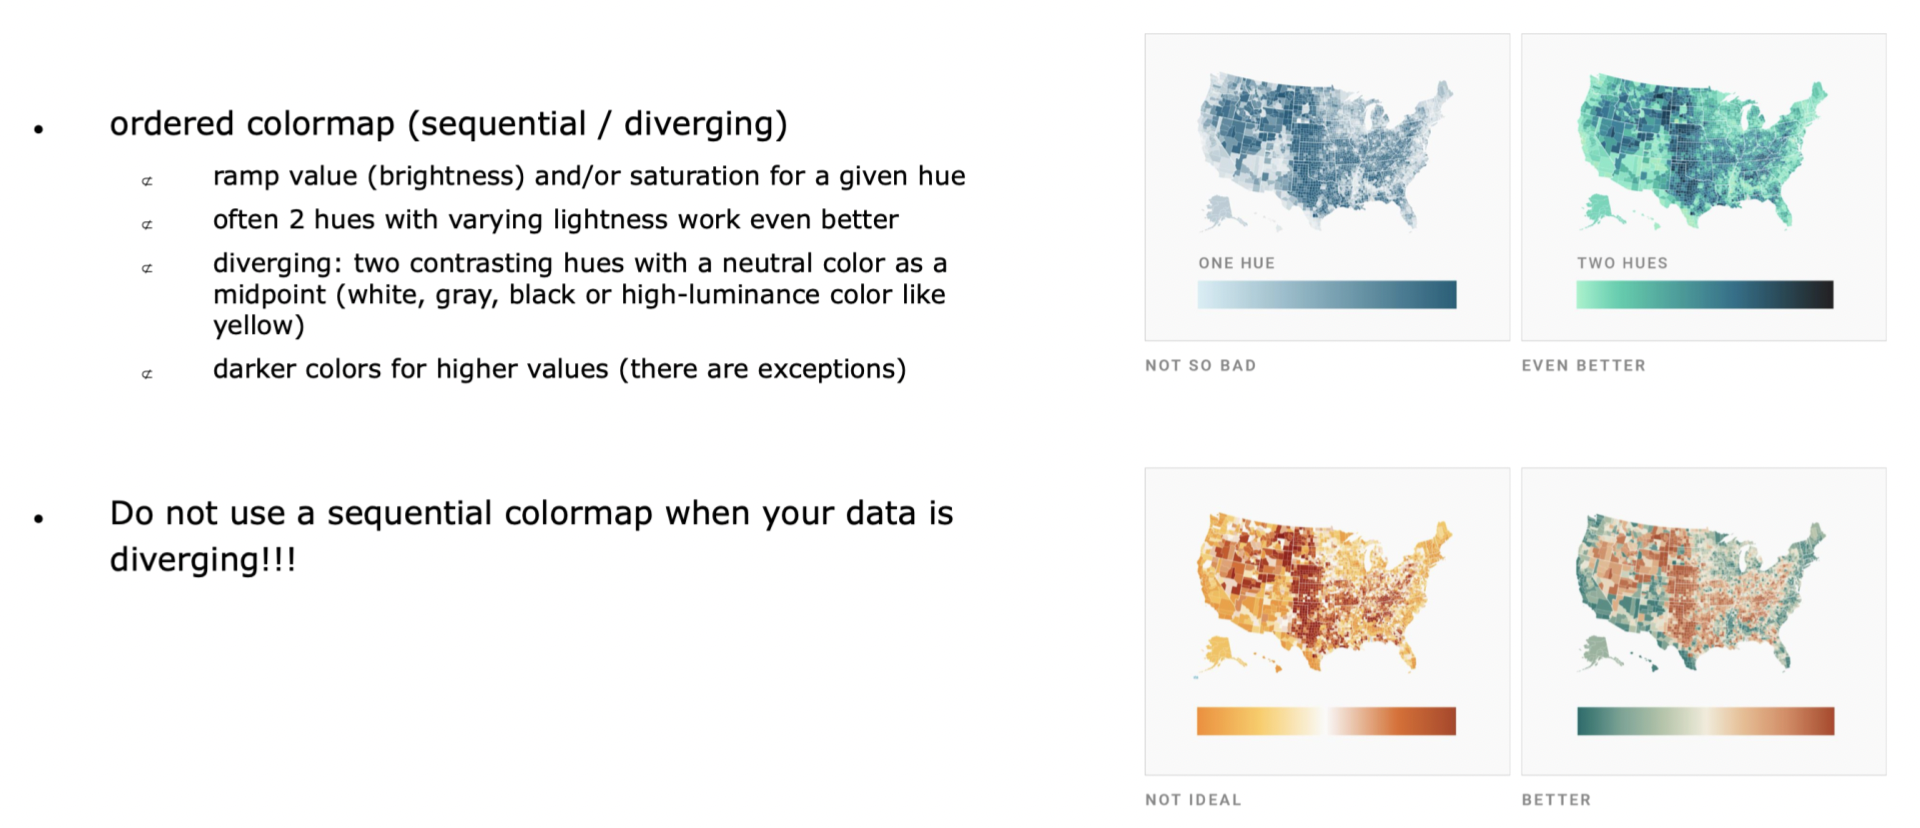 • ordered colormap (sequential / diverging)
⊄ ramp value (brightness) and/or saturation for a given hue
⊄ often 2 hues with varying lightness work even better
⊄ diverging: two contrasting hues with a neutral color as a
midpoint (white, gray, black or high-luminance color like
yellow)
⊄ darker colors for higher values (there are exceptions)
• Do not use a sequential colormap when your data is
diverging!!!
ONE HUE
NOT SO BAD
TWO HUES
EVEN BETTER
NOT IDEAL
BETTER